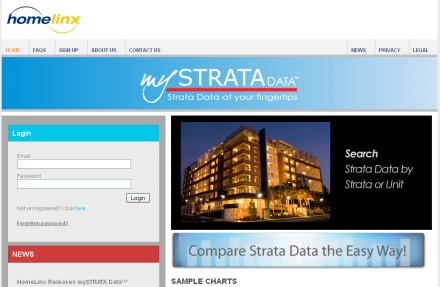 homelinx
HOME FAQS SIGN UP ABOUT US CONTACT US NEWS PRIVACY LEGAL
mySTRATA DATA™
Strata Data at your fingertips
Login
Email
Password
Login
Not yet registered? Click here.
Forgotten password?
NEWS
HomeLinx Releases mySTRATA Data™
Search
Strata Data by
Strata or Unit
Compare Strata Data the Easy Way!
SAMPLE CHARTS